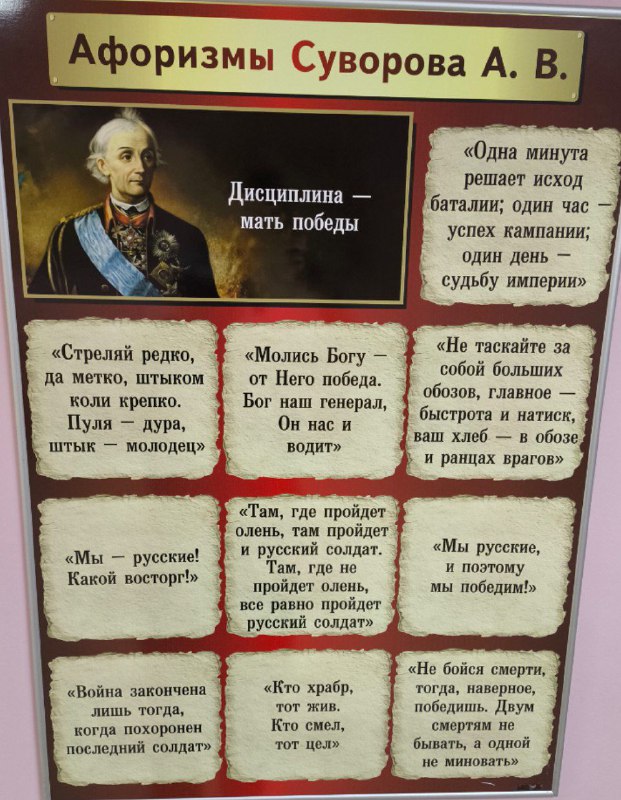 Афоризмы Суворова А. В.
Дисциплина —
мать победы
«Одна минута
решает исход
баталии; один час —
успех кампании;
один день —
судьбу империи»
«Стреляй редко,
да метко, штыком
коли крепко.
Пуля — дура,
штык — молодец»
«Молись Богу —
от Него победа.
Бог наш генерал,
Он нас и
водит»
«Не таскайте за
собой больших
обозов, главное —
быстрота и натиск,
ваш хлеб — в обозе
и ранцах врагов»
«Мы — русские!
Какой восторг!»
«Там, где пройдет
олень, там пройдет
и русский солдат.
Там, где не
пройдет олень,
все равно пройдет
русский солдат»
«Мы русские,
и поэтому
мы победим!»
«Война закончена
лишь тогда,
когда похоронен
последний солдат»
«Кто храбр,
тот жив.
Кто смел,
тот цел»
«Не бойся смерти,
тогда, наверное,
победишь. Двум
смертям не
бывать, а одной
не миновать»